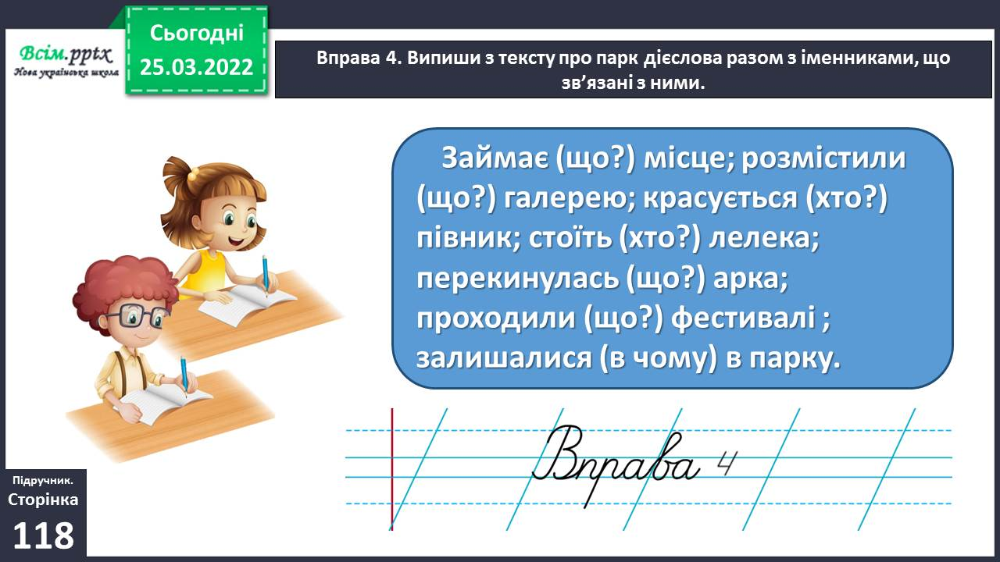 Всім.pptx
Нова українська школа
Сьогодні
25.03.2022
Вправа 4. Випиши з тексту про парк дієслова разом з іменниками, що
зв’язані з ними.
Займає (що?) місце; розмістили
(що?) галерею; красується (хто?)
півник; стоїть (хто?) лелека;
перекинулась (що?) арка;
проходили (що?) фестивалі ;
залишалися (в чому) в парку.
Вправа 4
Підручник.
Сторінка
118